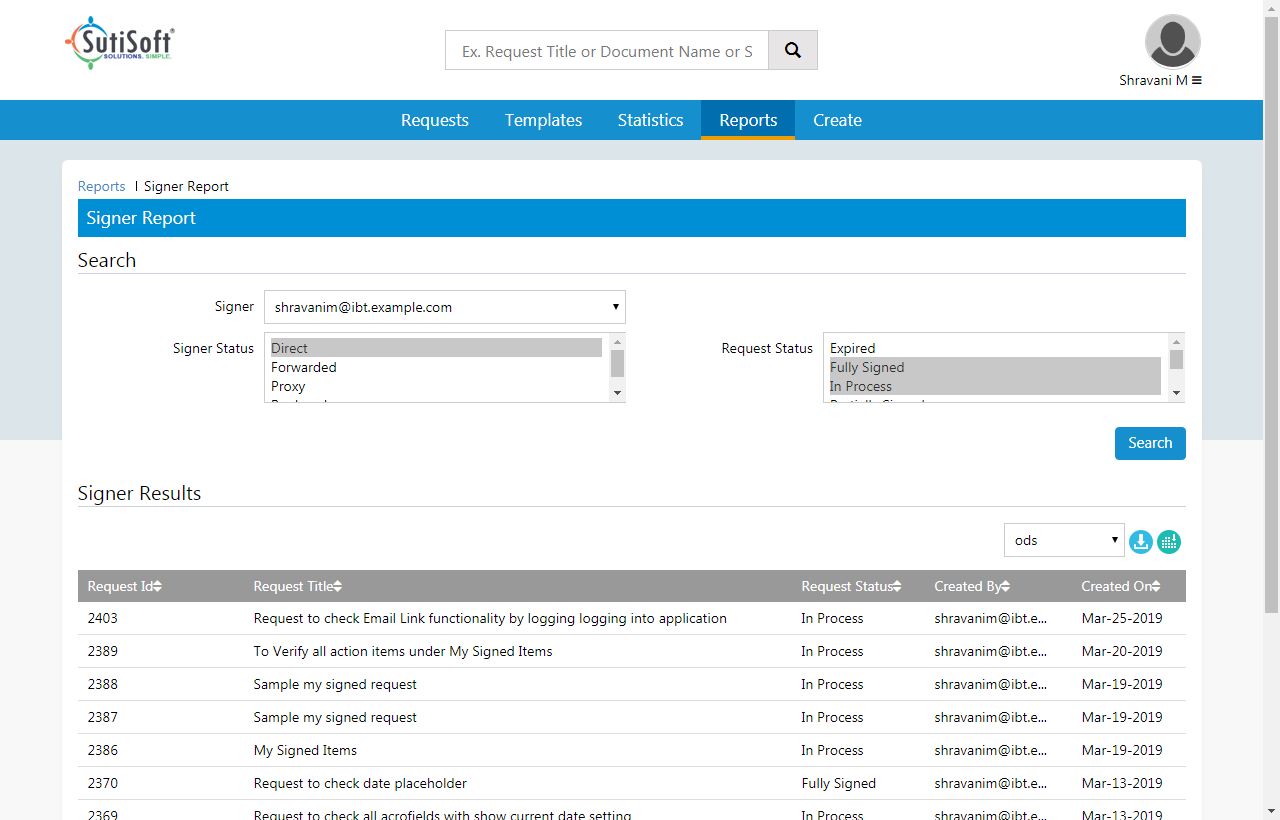 SutiSoft®
SOLUTIONS. SIMPLE.
Ex. Request Title or Document Name or S
Shravani M
Requests Templates Statistics Reports Create
Reports | Signer Report
Signer Report
Search
Signer shravanim@ibt.example.com
Signer Status Direct Request Status Expired
Forwarded Fully Signed
Proxy In Process
Partially Signed
Search
Signer Results
ods
Request Id Request Title Request Status Created By Created On
2403 Request to check Email Link functionality by logging logging into application In Process shravanim@ibt.e... Mar-25-2019
2389 To Verify all action items under My Signed Items In Process shravanim@ibt.e... Mar-20-2019
2388 Sample my signed request In Process shravanim@ibt.e... Mar-19-2019
2387 Sample my signed request In Process shravanim@ibt.e... Mar-19-2019
2386 My Signed Items In Process shravanim@ibt.e... Mar-19-2019
2370 Request to check date placeholder Fully Signed shravanim@ibt.e... Mar-13-2019
2369 Request to check all acrofields with show current date setting In Process shravanim@ibt.e... Mar-13-2019